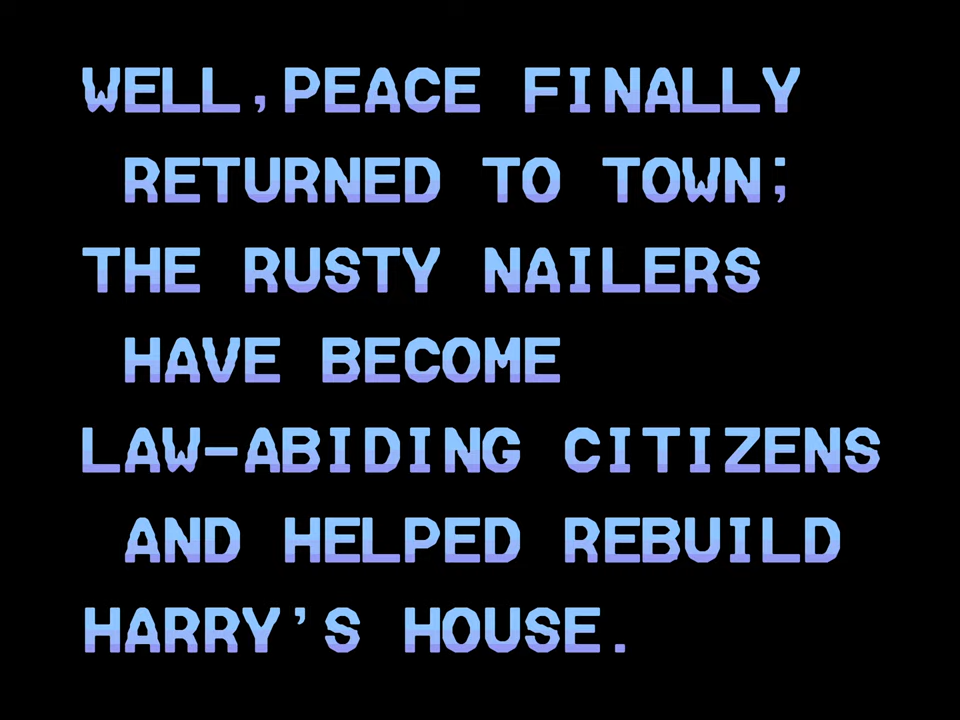 WELL,PEACE FINALLY
RETURNED TO TOWN;
THE RUSTY NAILERS
HAVE BECOME
LAW-ABIDING CITIZENS
AND HELPED REBUILD
HARRY'S HOUSE.